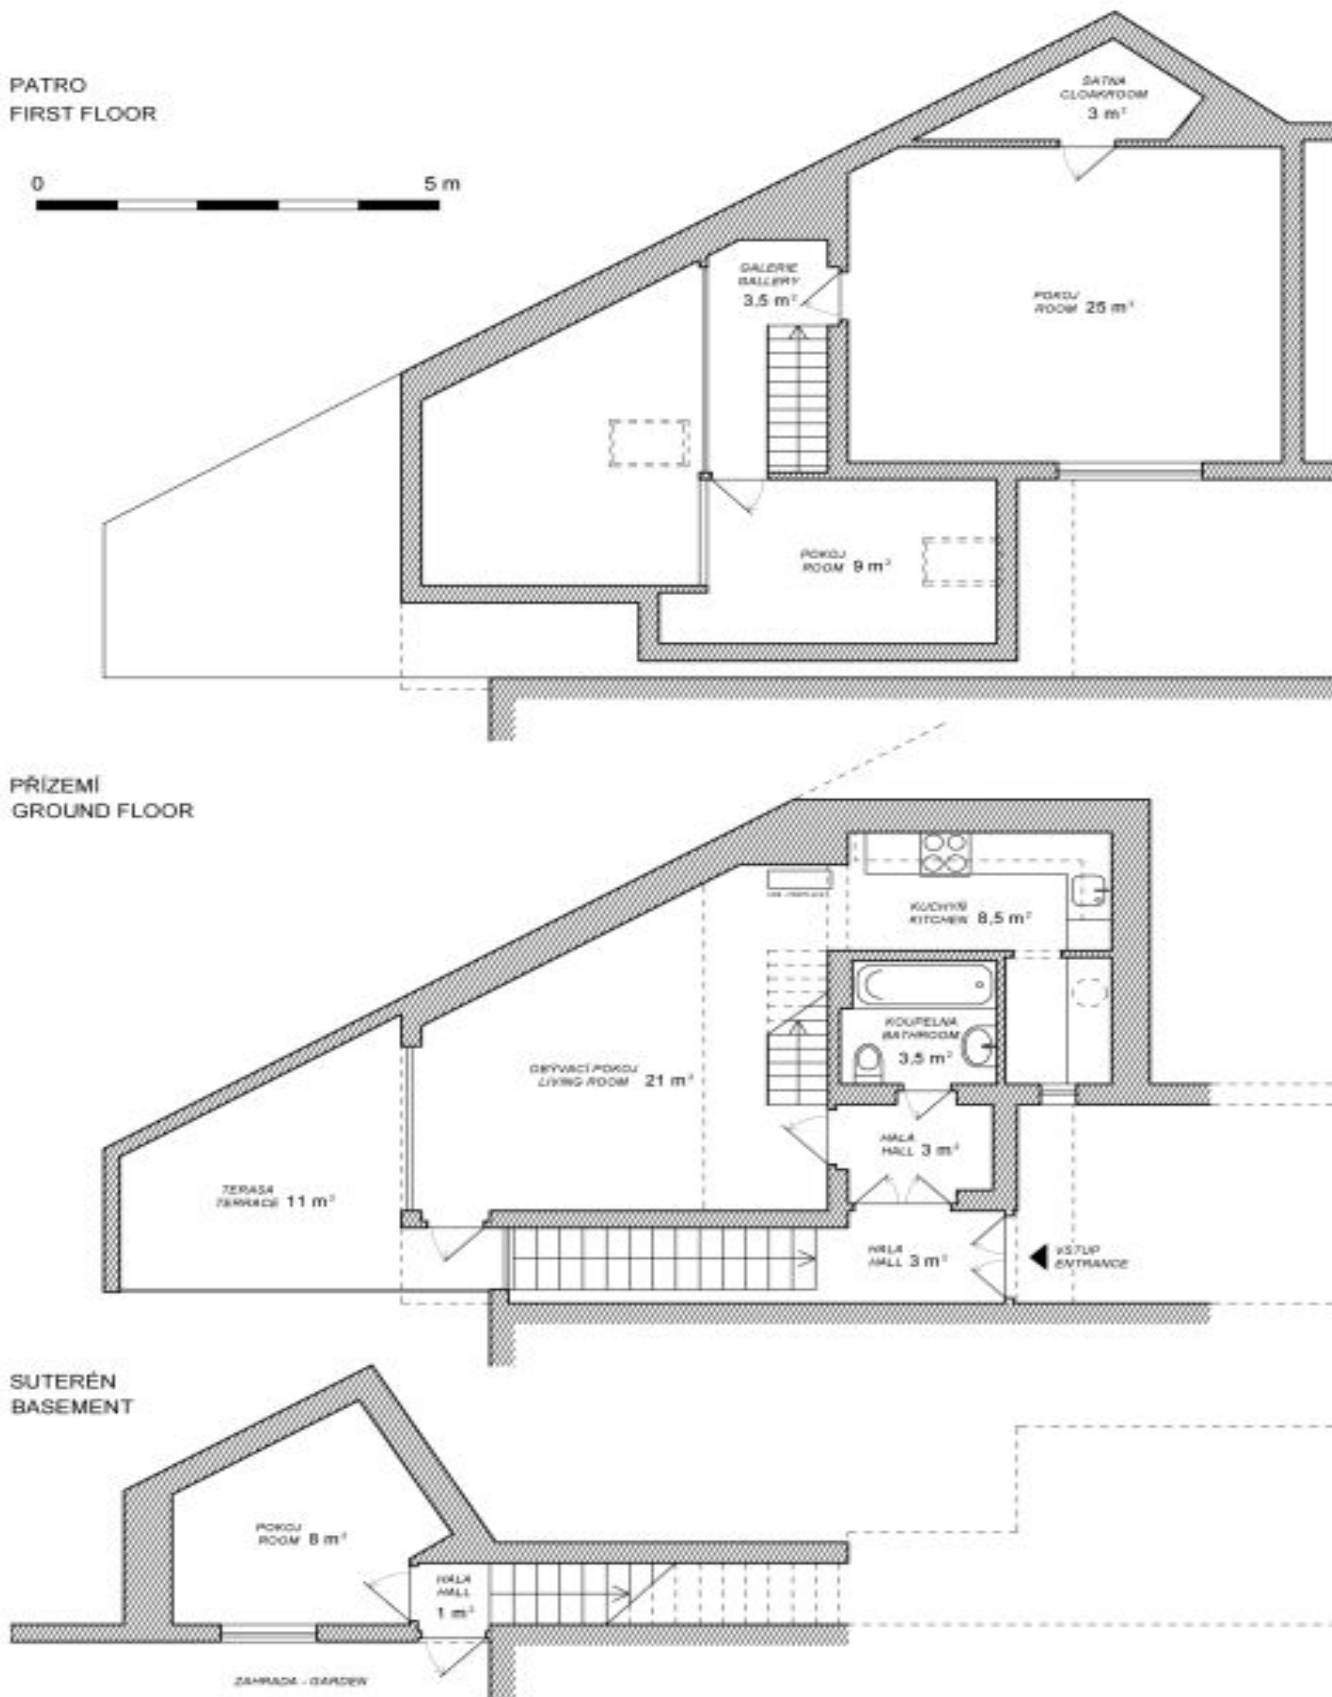 PATRO
FIRST FLOOR
0 5 m
ŠATNA
CLOAKROOM
3 m²
GALERIE
GALLERY
3,5 m²
POKOJ
ROOM 25 m²
POKOJ
ROOM 9 m²
PŘÍZEMÍ
GROUND FLOOR
KUCHYŇ
KITCHEN 8,5 m²
KOUPELNA
BATHROOM
3,5 m²
OBÝVACÍ POKOJ
LIVING ROOM 21 m²
HALA
HALL 3 m²
TERASA
TERRACE 11 m²
HALA
HALL 3 m²
VSTUP
ENTRANCE
SUTERÉN
BASEMENT
POKOJ
ROOM 8 m²
HALA
HALL
1 m²
ZAHRADA - GARDEN